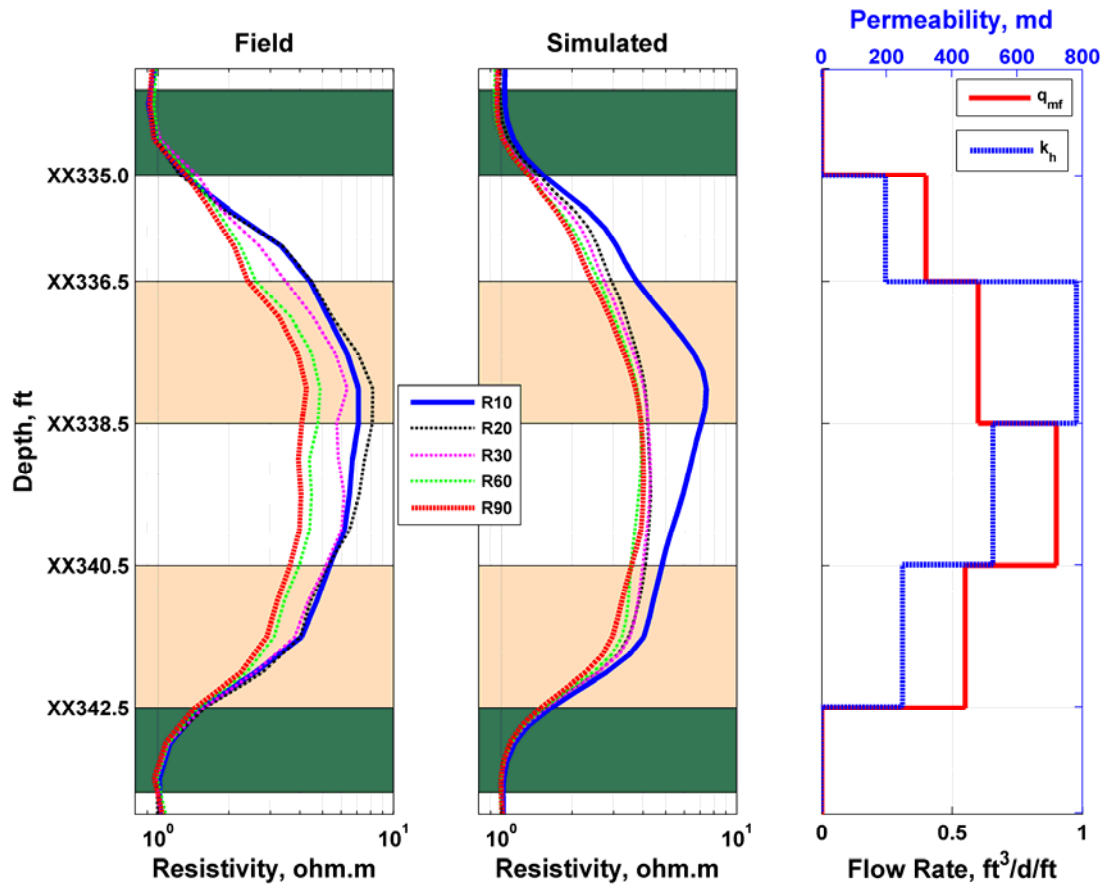 Permeability, md
Field
Simulated
0 200 400 600 800
q_mf
k_h
XX335.0
XX336.5
XX338.5
XX340.5
XX342.5
Depth, ft
R10
R20
R30
R60
R90
10^0 10^1
10^0 10^1
0 0.5 1
Resistivity, ohm.m
Resistivity, ohm.m
Flow Rate, ft^3/d/ft